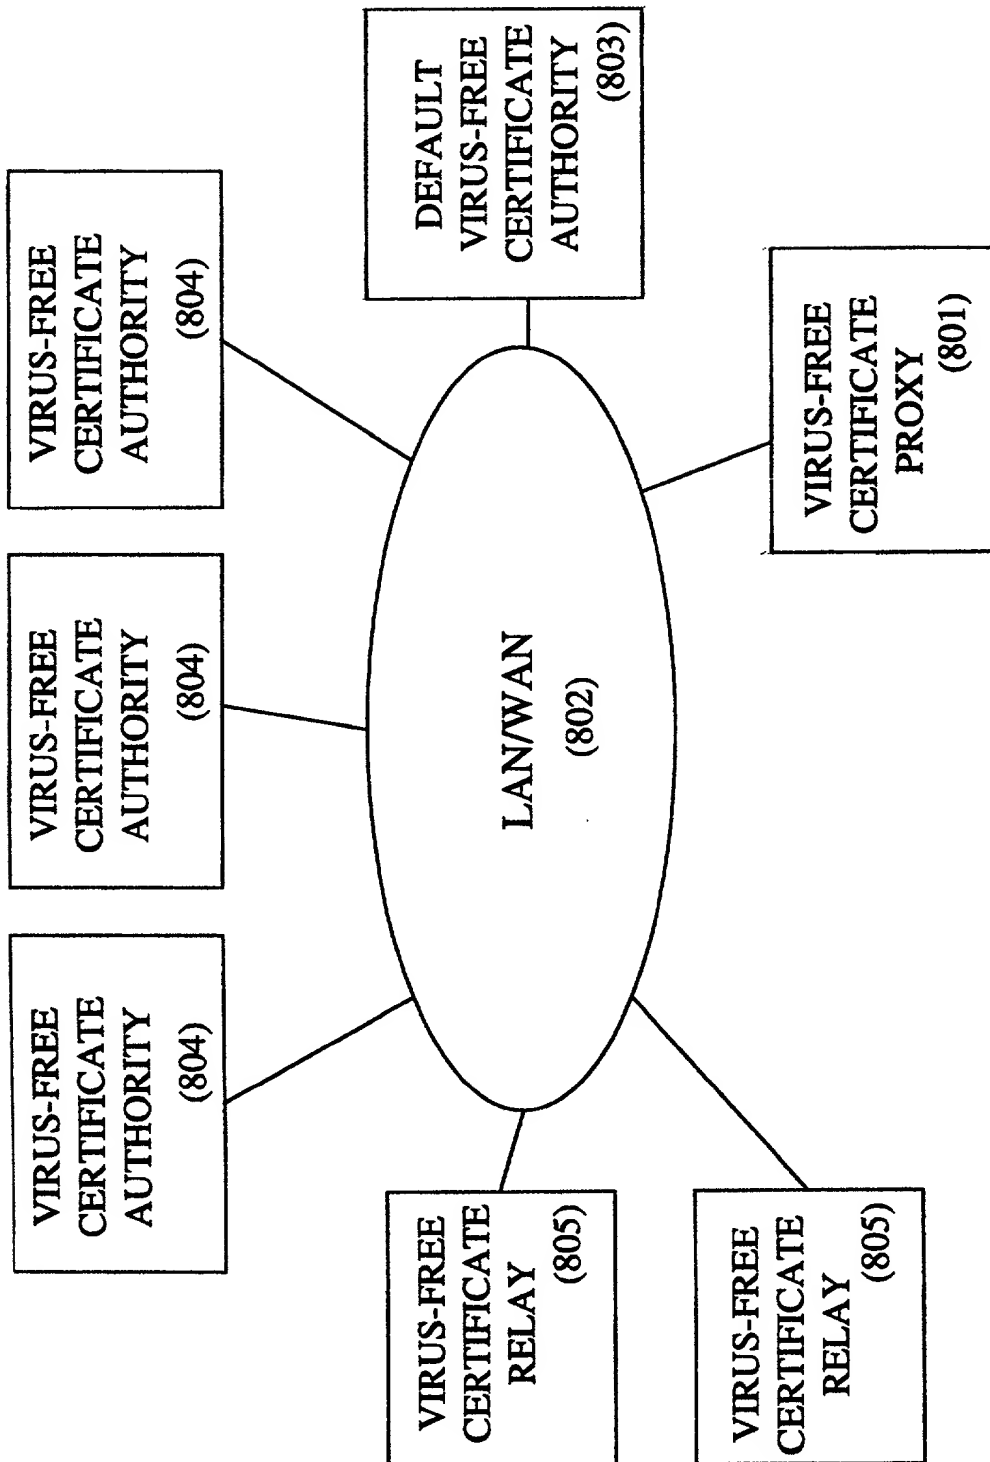 VIRUS-FREE
CERTIFICATE
AUTHORITY
(804)
VIRUS-FREE
CERTIFICATE
AUTHORITY
(804)
VIRUS-FREE
CERTIFICATE
AUTHORITY
(804)
VIRUS-FREE
CERTIFICATE
RELAY
(805)
LAN/WAN
(802)
DEFAULT
VIRUS-FREE
CERTIFICATE
AUTHORITY
(803)
VIRUS-FREE
CERTIFICATE
RELAY
(805)
VIRUS-FREE
CERTIFICATE
PROXY
(801)